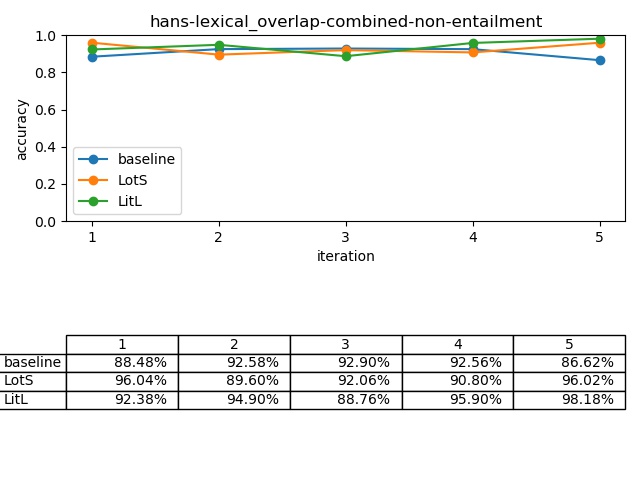 hans-lexical_overlap-combined-non-entailment
1.0
0.8
0.6
0.4
0.2
0.0
accuracy
baseline
LotS
LitL
1 2 3 4 5
iteration
1 2 3 4 5
baseline 88.48% 92.58% 92.90% 92.56% 86.62%
LotS 96.04% 89.60% 92.06% 90.80% 96.02%
LitL 92.38% 94.90% 88.76% 95.90% 98.18%